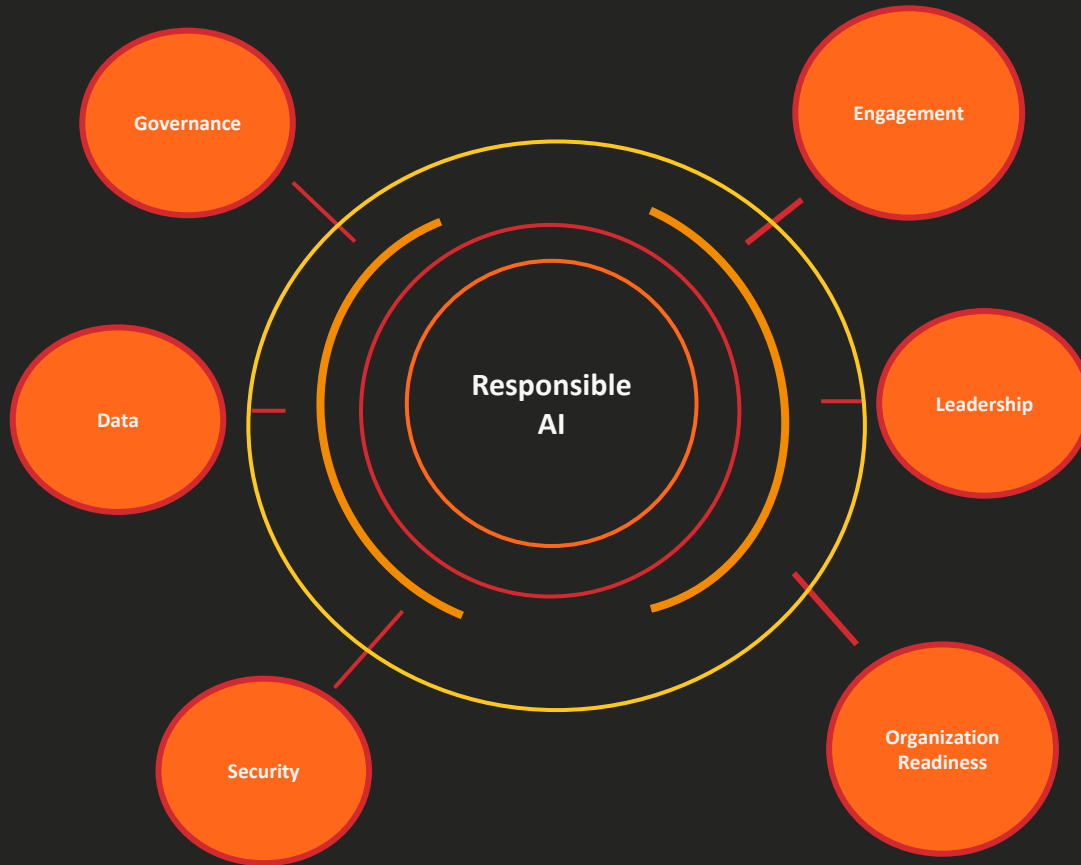 Governance
Engagement
Responsible
AI
Data
Leadership
Security
Organization
Readiness